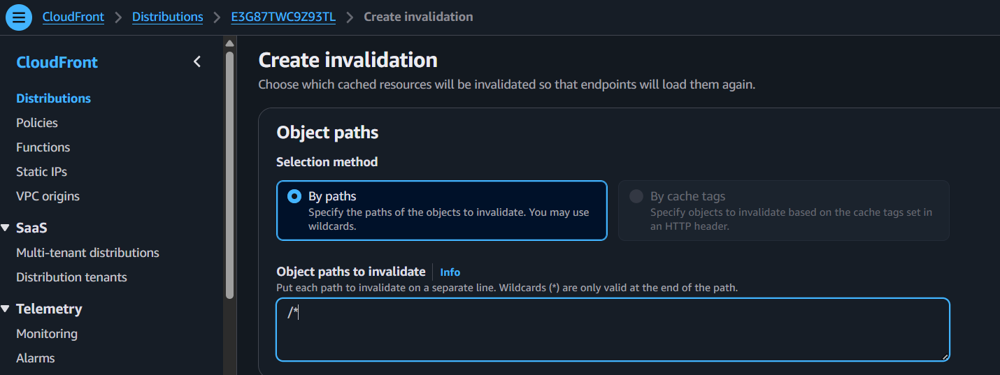 CloudFront > Distributions > E3G87TWC9Z93TL > Create invalidation
CloudFront
Distributions
Policies
Functions
Static IPs
VPC origins
SaaS
Multi-tenant distributions
Distribution tenants
Telemetry
Monitoring
Alarms
Create invalidation
Choose which cached resources will be invalidated so that endpoints will load them again.
Object paths
Selection method
By paths
Specify the paths of the objects to invalidate. You may use
wildcards.
By cache tags
Specify objects to invalidate based on the cache tags set in
an HTTP header.
Object paths to invalidate | Info
Put each path to invalidate on a separate line. Wildcards (*) are only valid at the end of the path.
/*